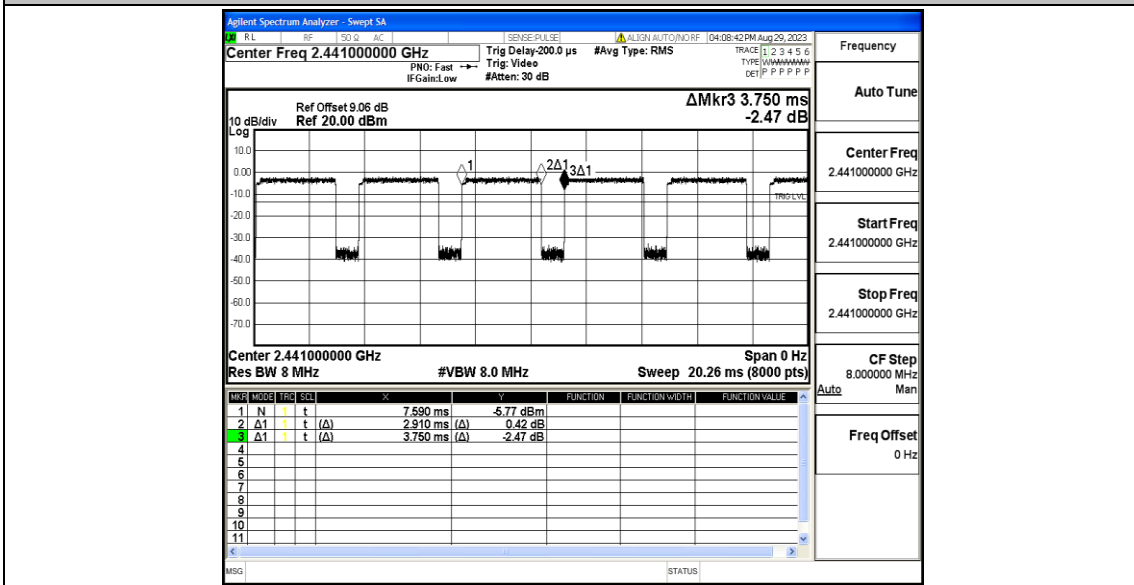 Agilent Spectrum Analyzer - Swept SA
RL RF 50 Ω AC SENSE:PULSE ALIGN AUTO/NO RF 04:08:42 PM Aug 29, 2023
Center Freq 2.441000000 GHz Trig Delay-200.0 µs #Avg Type: RMS TRACE 1 2 3 4 5 6
PNO: Fast Trig: Video TYPE
IFGain:Low #Atten: 30 dB DET P P P P P P
Frequency
Auto Tune
ΔMkr3 3.750 ms
-2.47 dB
Ref Offset 9.06 dB
10 dB/div Ref 20.00 dBm
Log
10.0
0.00
-10.0
-20.0
-30.0
-40.0
-50.0
-60.0
-70.0
1
2Δ1
3Δ1
TRIG LVL
Center Freq
2.441000000 GHz
Start Freq
2.441000000 GHz
Stop Freq
2.441000000 GHz
Center 2.441000000 GHz Span 0 Hz
Res BW 8 MHz #VBW 8.0 MHz Sweep 20.26 ms (8000 pts)
CF Step
8.000000 MHz
Auto Man
Freq Offset
0 Hz
MKR MODE TRC SCL X Y FUNCTION FUNCTION WIDTH FUNCTION VALUE
1 N 1 t 7.590 ms -5.77 dBm
2 Δ1 1 t (Δ) 2.910 ms (Δ) 0.42 dB
3 Δ1 1 t (Δ) 3.750 ms (Δ) -2.47 dB
4
5
6
7
8
9
10
11
MSG STATUS